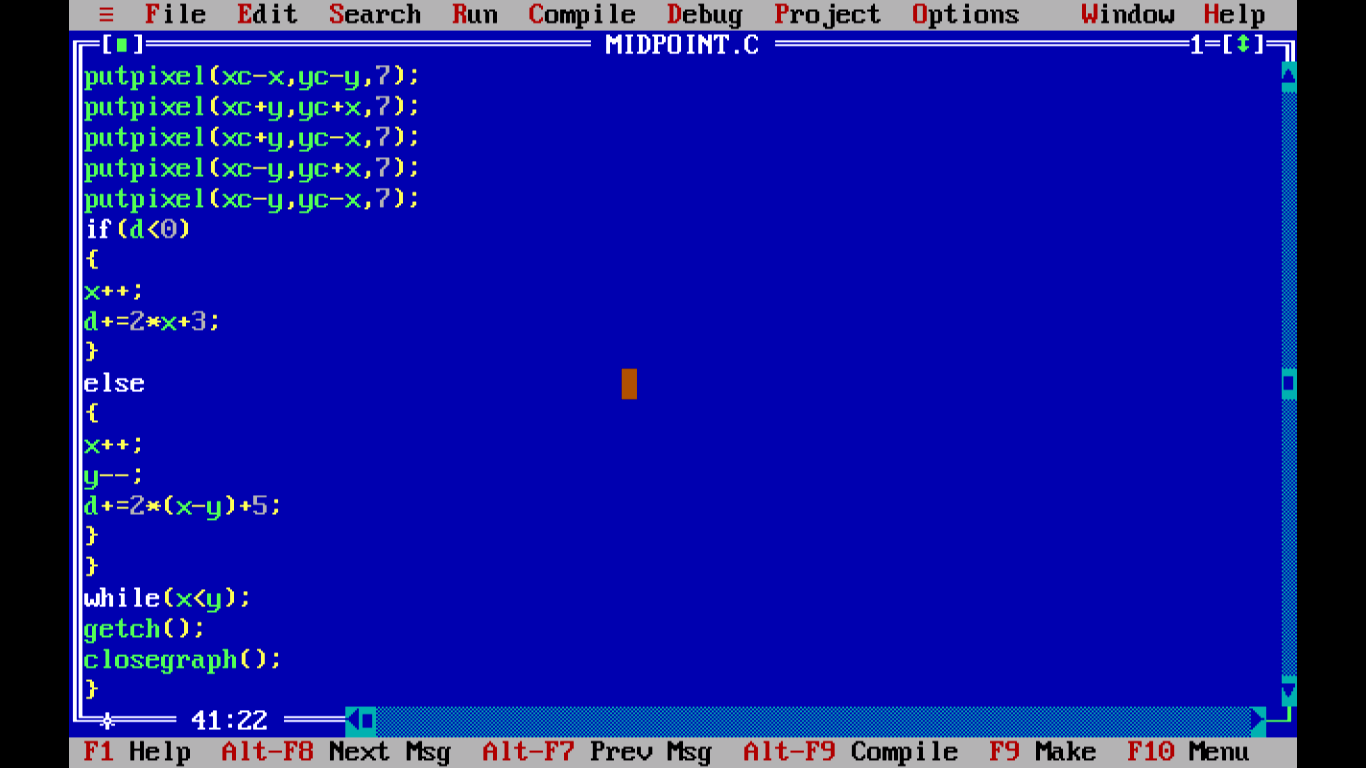 ≡ File Edit Search Run Compile Debug Project Options Window Help
[■] MIDPOINT.C 1=[↕]
putpixel(xc-x,yc-y,7);
putpixel(xc+y,yc+x,7);
putpixel(xc+y,yc-x,7);
putpixel(xc-y,yc+x,7);
putpixel(xc-y,yc-x,7);
if(d<0)
{
x++;
d+=2*x+3;
}
else
{
x++;
y--;
d+=2*(x-y)+5;
}
}
while(x<y);
getch();
closegraph();
}
41:22
F1 Help Alt-F8 Next Msg Alt-F7 Prev Msg Alt-F9 Compile F9 Make F10 Menu